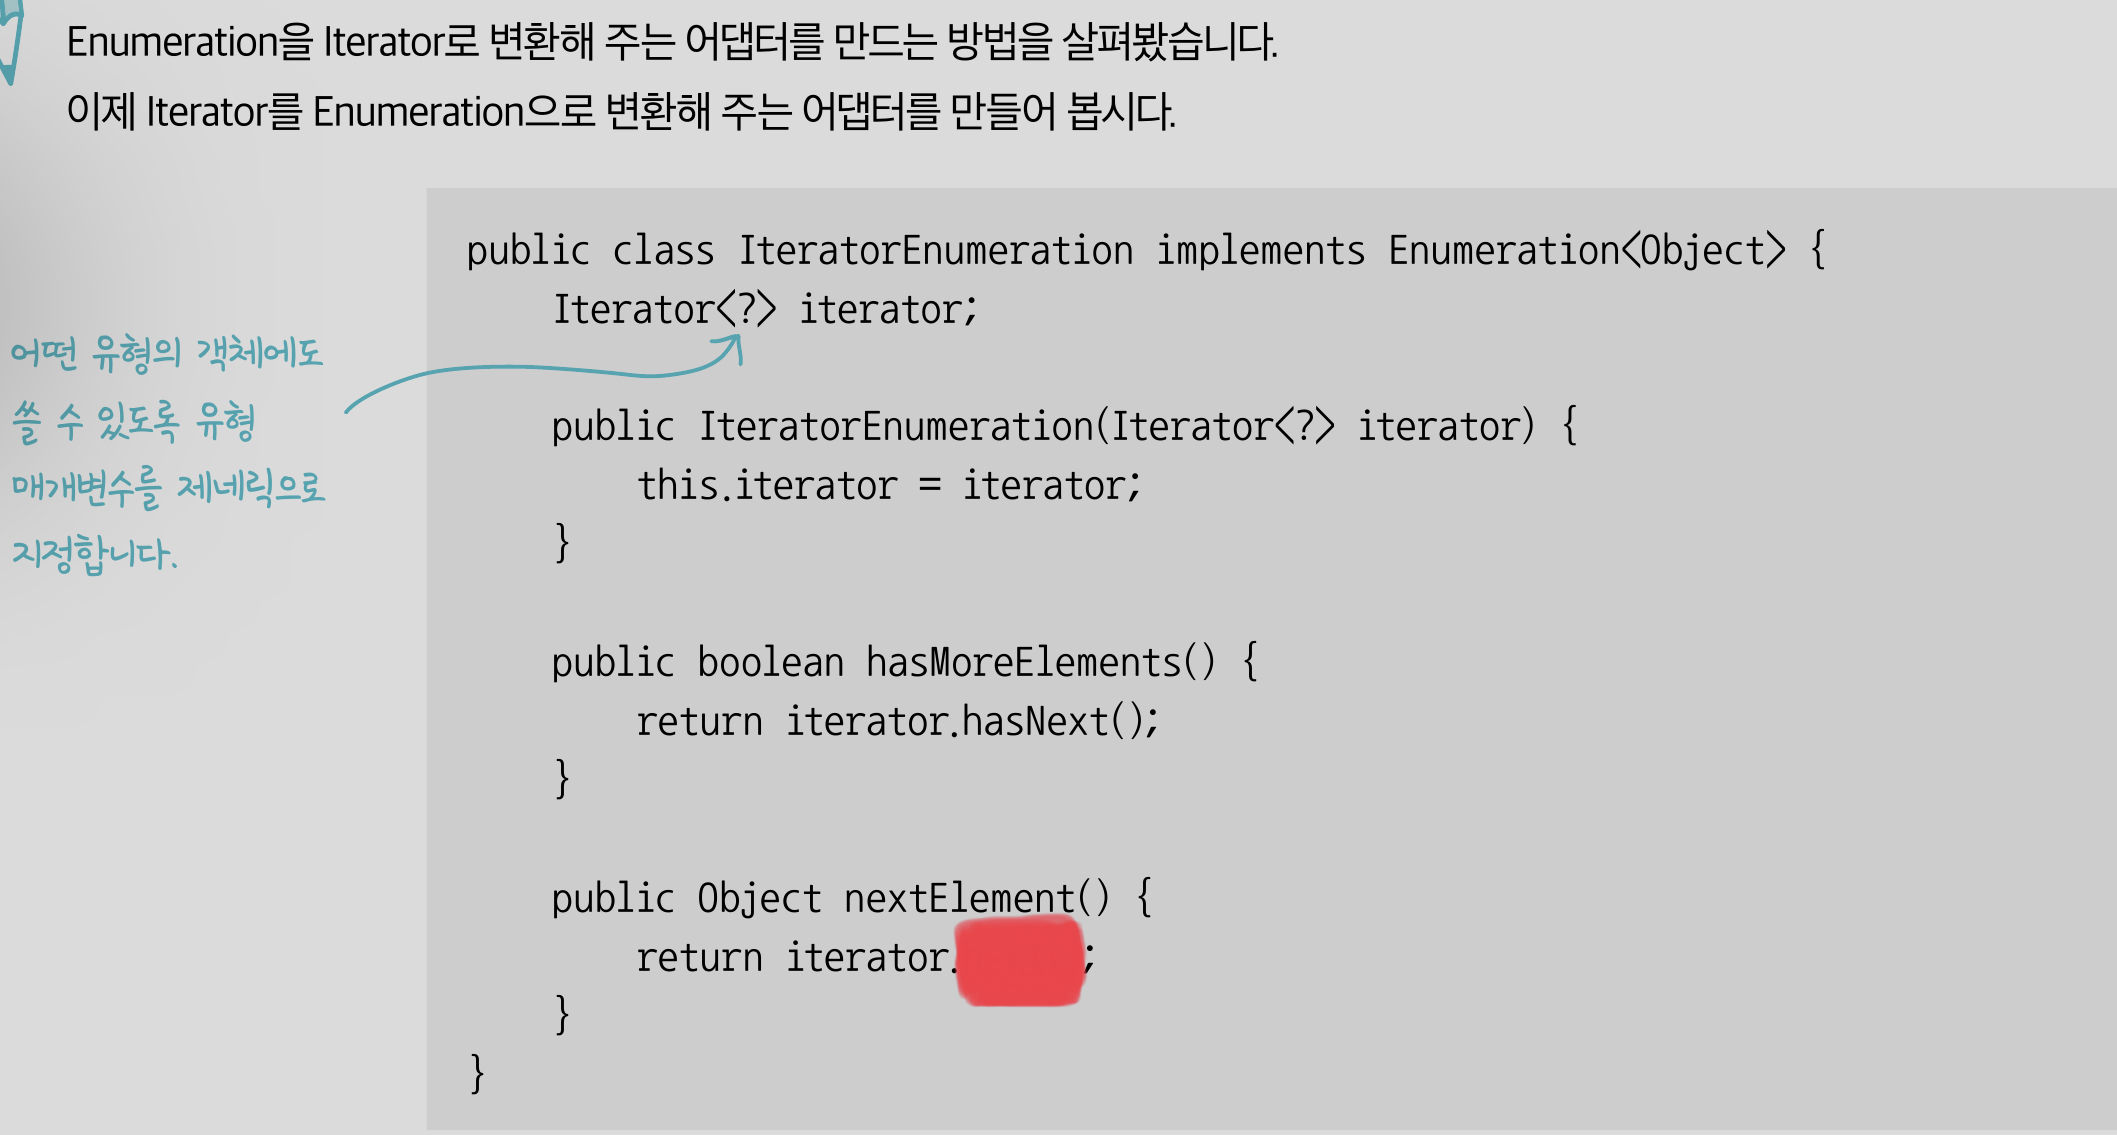 Enumeration을 Iterator로 변환해 주는 어댑터를 만드는 방법을 살펴봤습니다.
이제 Iterator를 Enumeration으로 변환해 주는 어댑터를 만들어 봅시다.
public class IteratorEnumeration implements Enumeration<Object> {
Iterator<?> iterator;
어떤 유형의 객체에도
쓸 수 있도록 유형
매개변수를 제네릭으로
지정합니다.
public IteratorEnumeration(Iterator<?> iterator) {
this.iterator = iterator;
}
public boolean hasMoreElements() {
return iterator.hasNext();
}
public Object nextElement() {
return iterator. ;
}
}